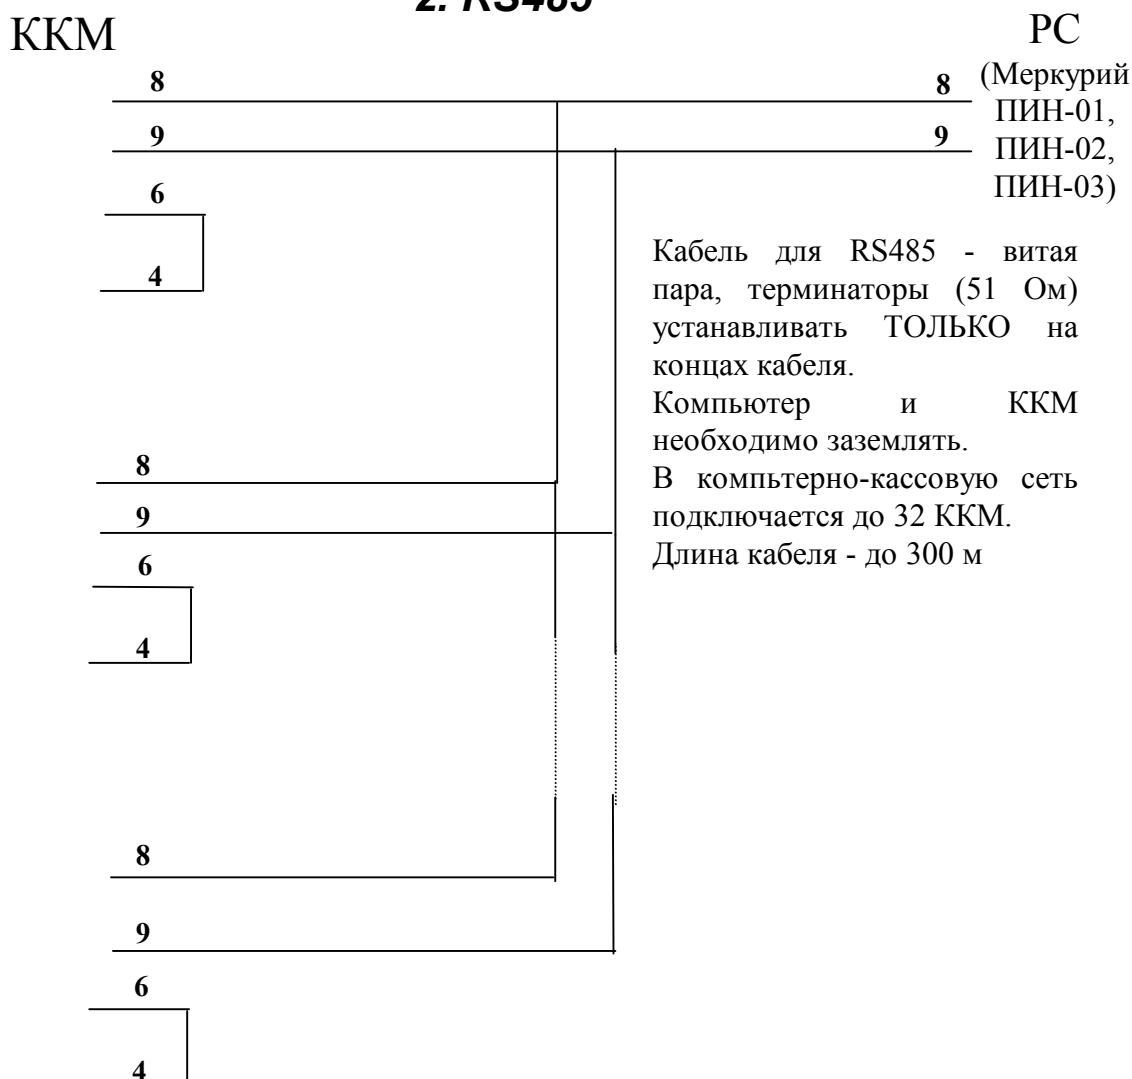 2. RS485
ККМ
PC
8
8
(Меркурий
ПИН-01,
9
9
ПИН-02,
6
ПИН-03)
4
Кабель для RS485 - витая
пара, терминаторы (51 Ом)
устанавливать ТОЛЬКО на
концах кабеля.
Компьютер и ККМ
необходимо заземлять.
В компьтерно-кассовую сеть
подключается до 32 ККМ.
Длина кабеля - до 300 м
8
9
6
4
8
9
6
4